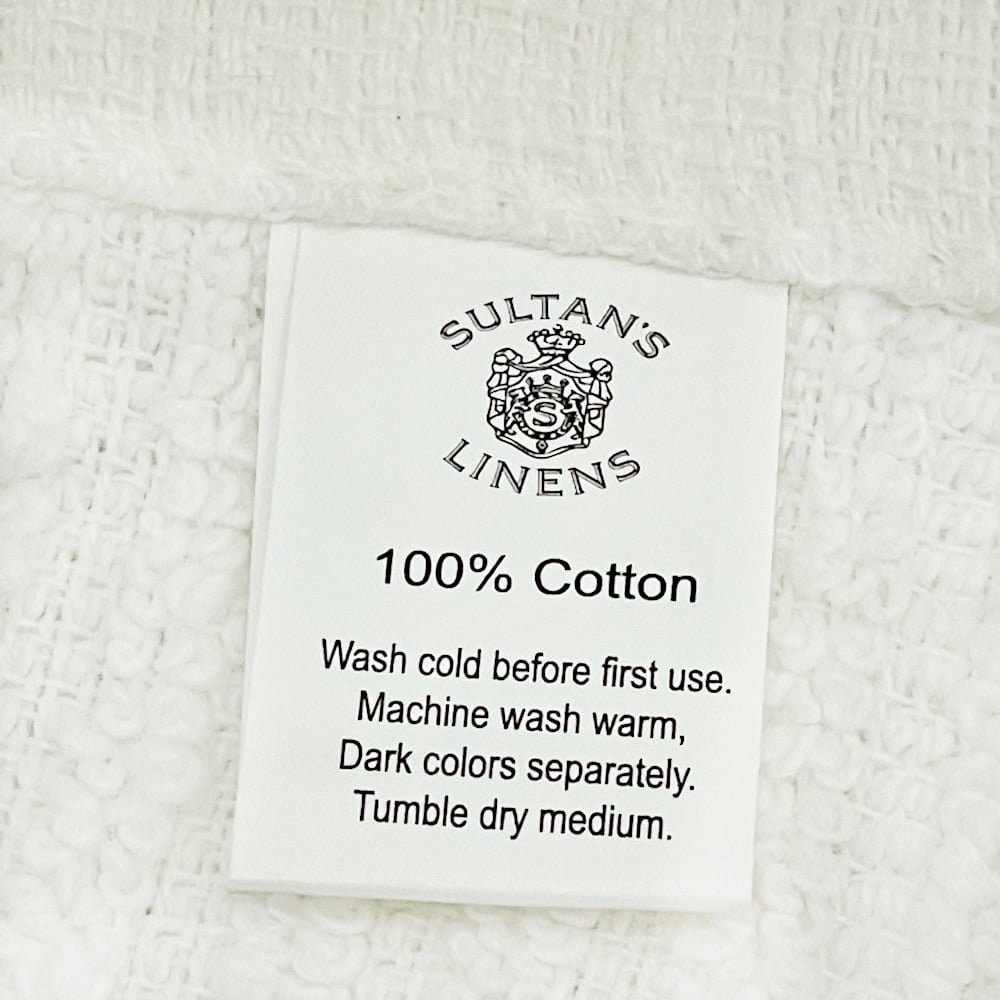 SULTAN'S
S
LINENS
100% Cotton
Wash cold before first use.
Machine wash warm,
Dark colors separately.
Tumble dry medium.